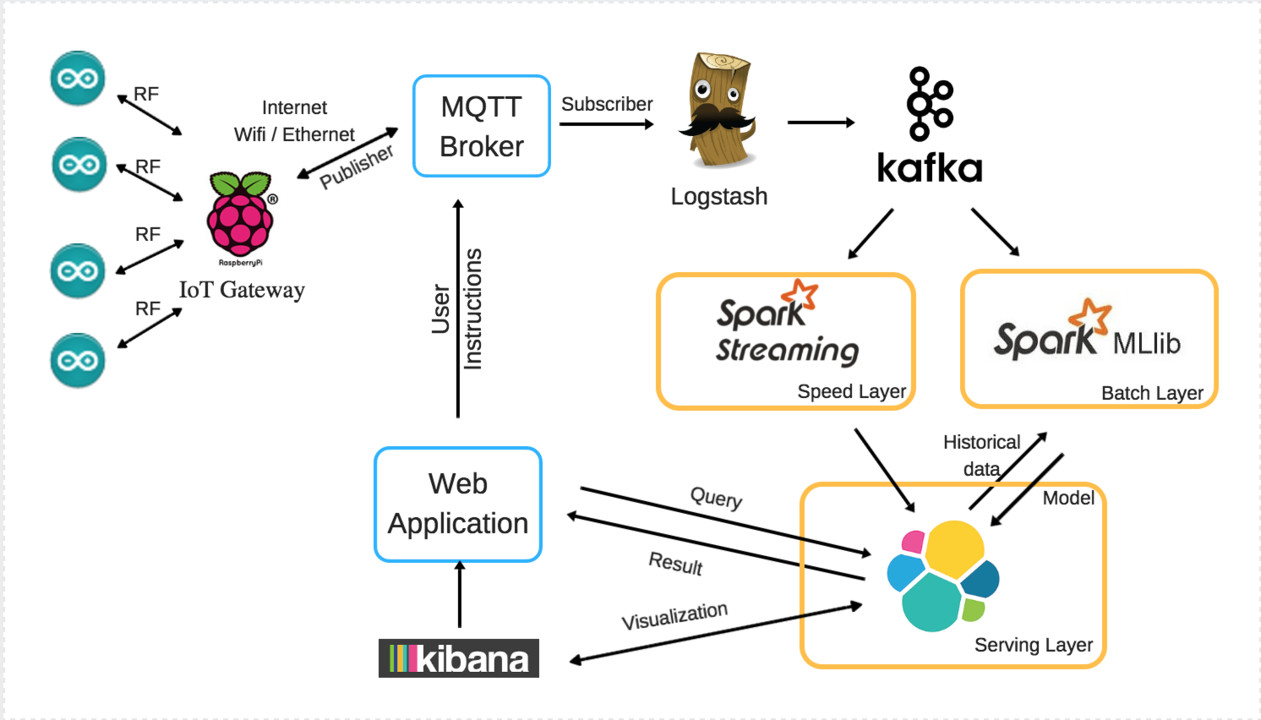 RF
RF
RF
RF
Internet
Wifi / Ethernet
Publisher
RaspberryPi
®
IoT Gateway
MQTT
Broker
Subscriber
Logstash
kafka
User
Instructions
Spark
Streaming
Speed Layer
Spark MLlib
Batch Layer
Historical
data
Model
Web
Application
Query
Result
Visualization
kibana
Serving Layer